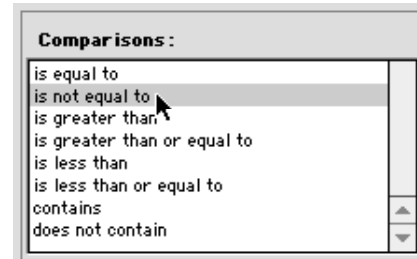 Comparisons:
is equal to
is not equal to
is greater than
is greater than or equal to
is less than
is less than or equal to
contains
does not contain